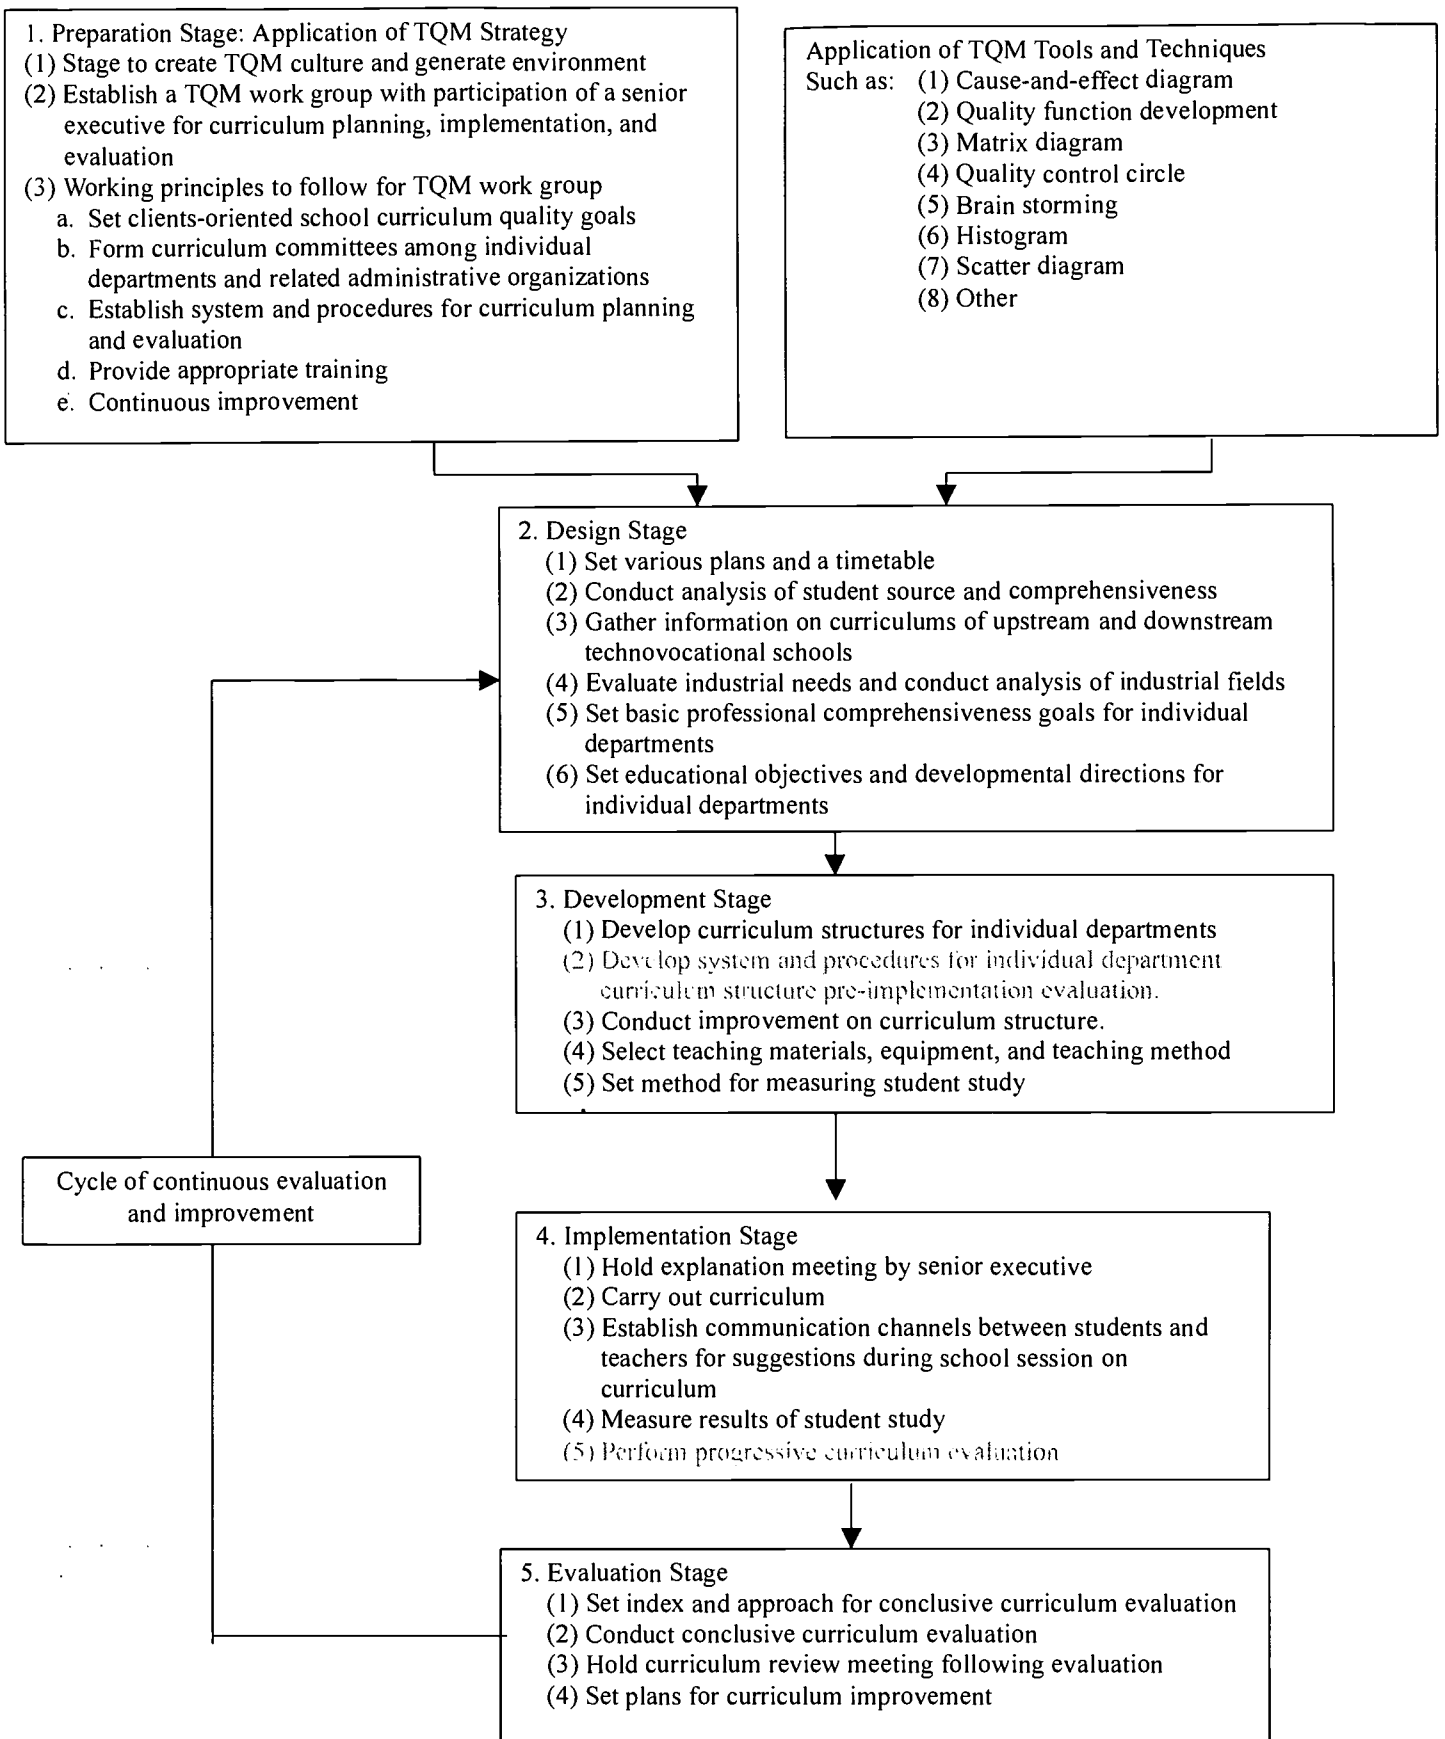 1. Preparation Stage: Application of TQM Strategy
(1) Stage to create TQM culture and generate environment
(2) Establish a TQM work group with participation of a senior
executive for curriculum planning, implementation, and
evaluation
(3) Working principles to follow for TQM work group
a. Set clients-oriented school curriculum quality goals
b. Form curriculum committees among individual
departments and related administrative organizations
c. Establish system and procedures for curriculum planning
and evaluation
d. Provide appropriate training
e. Continuous improvement
Application of TQM Tools and Techniques
Such as: (1) Cause-and-effect diagram
(2) Quality function development
(3) Matrix diagram
(4) Quality control circle
(5) Brain storming
(6) Histogram
(7) Scatter diagram
(8) Other
2. Design Stage
(1) Set various plans and a timetable
(2) Conduct analysis of student source and comprehensiveness
(3) Gather information on curriculums of upstream and downstream
technovocational schools
(4) Evaluate industrial needs and conduct analysis of industrial fields
(5) Set basic professional comprehensiveness goals for individual
departments
(6) Set educational objectives and developmental directions for
individual departments
3. Development Stage
(1) Develop curriculum structures for individual departments
(2) Develop system and procedures for individual department
curriculum structure pre-implementation evaluation.
(3) Conduct improvement on curriculum structure.
(4) Select teaching materials, equipment, and teaching method
(5) Set method for measuring student study
Cycle of continuous evaluation
and improvement
4. Implementation Stage
(1) Hold explanation meeting by senior executive
(2) Carry out curriculum
(3) Establish communication channels between students and
teachers for suggestions during school session on
curriculum
(4) Measure results of student study
(5) Perform progressive curriculum evaluation
5. Evaluation Stage
(1) Set index and approach for conclusive curriculum evaluation
(2) Conduct conclusive curriculum evaluation
(3) Hold curriculum review meeting following evaluation
(4) Set plans for curriculum improvement